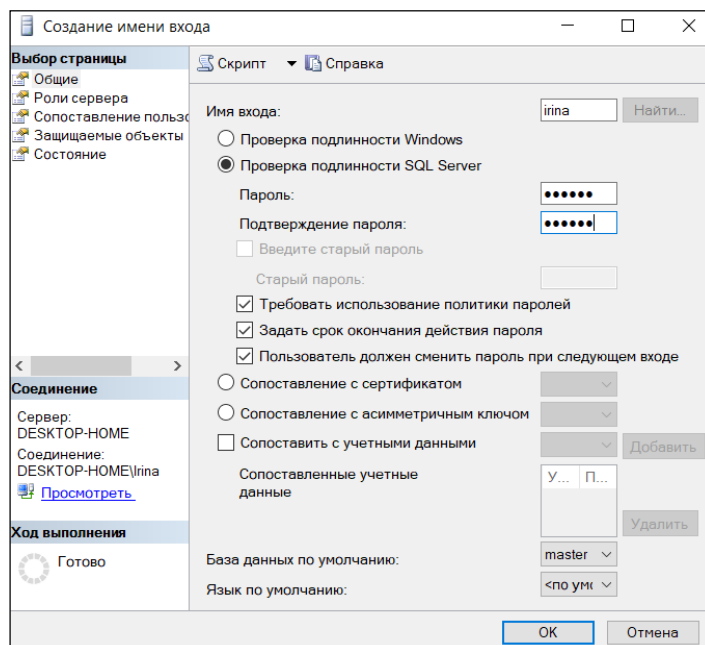 Создание имени входа
Выбор страницы
Общие
Роли сервера
Сопоставление пользо
Защищаемые объекты
Состояние
Соединение
Сервер:
DESKTOP-HOME
Соединение:
DESKTOP-HOME\Irina
Просмотреть
Ход выполнения
Готово
Скрипт Справка
Имя входа: irina Найти...
Проверка подлинности Windows
Проверка подлинности SQL Server
Пароль: ●●●●●●
Подтверждение пароля: ●●●●●●
Введите старый пароль
Старый пароль:
Требовать использование политики паролей
Задать срок окончания действия пароля
Пользователь должен сменить пароль при следующем входе
Сопоставление с сертификатом
Сопоставление с асимметричным ключом
Сопоставить с учетными данными Добавить
Сопоставленные учетные
данные
У... П...
Удалить
База данных по умолчанию: master
Язык по умолчанию: <по умо
OK Отмена